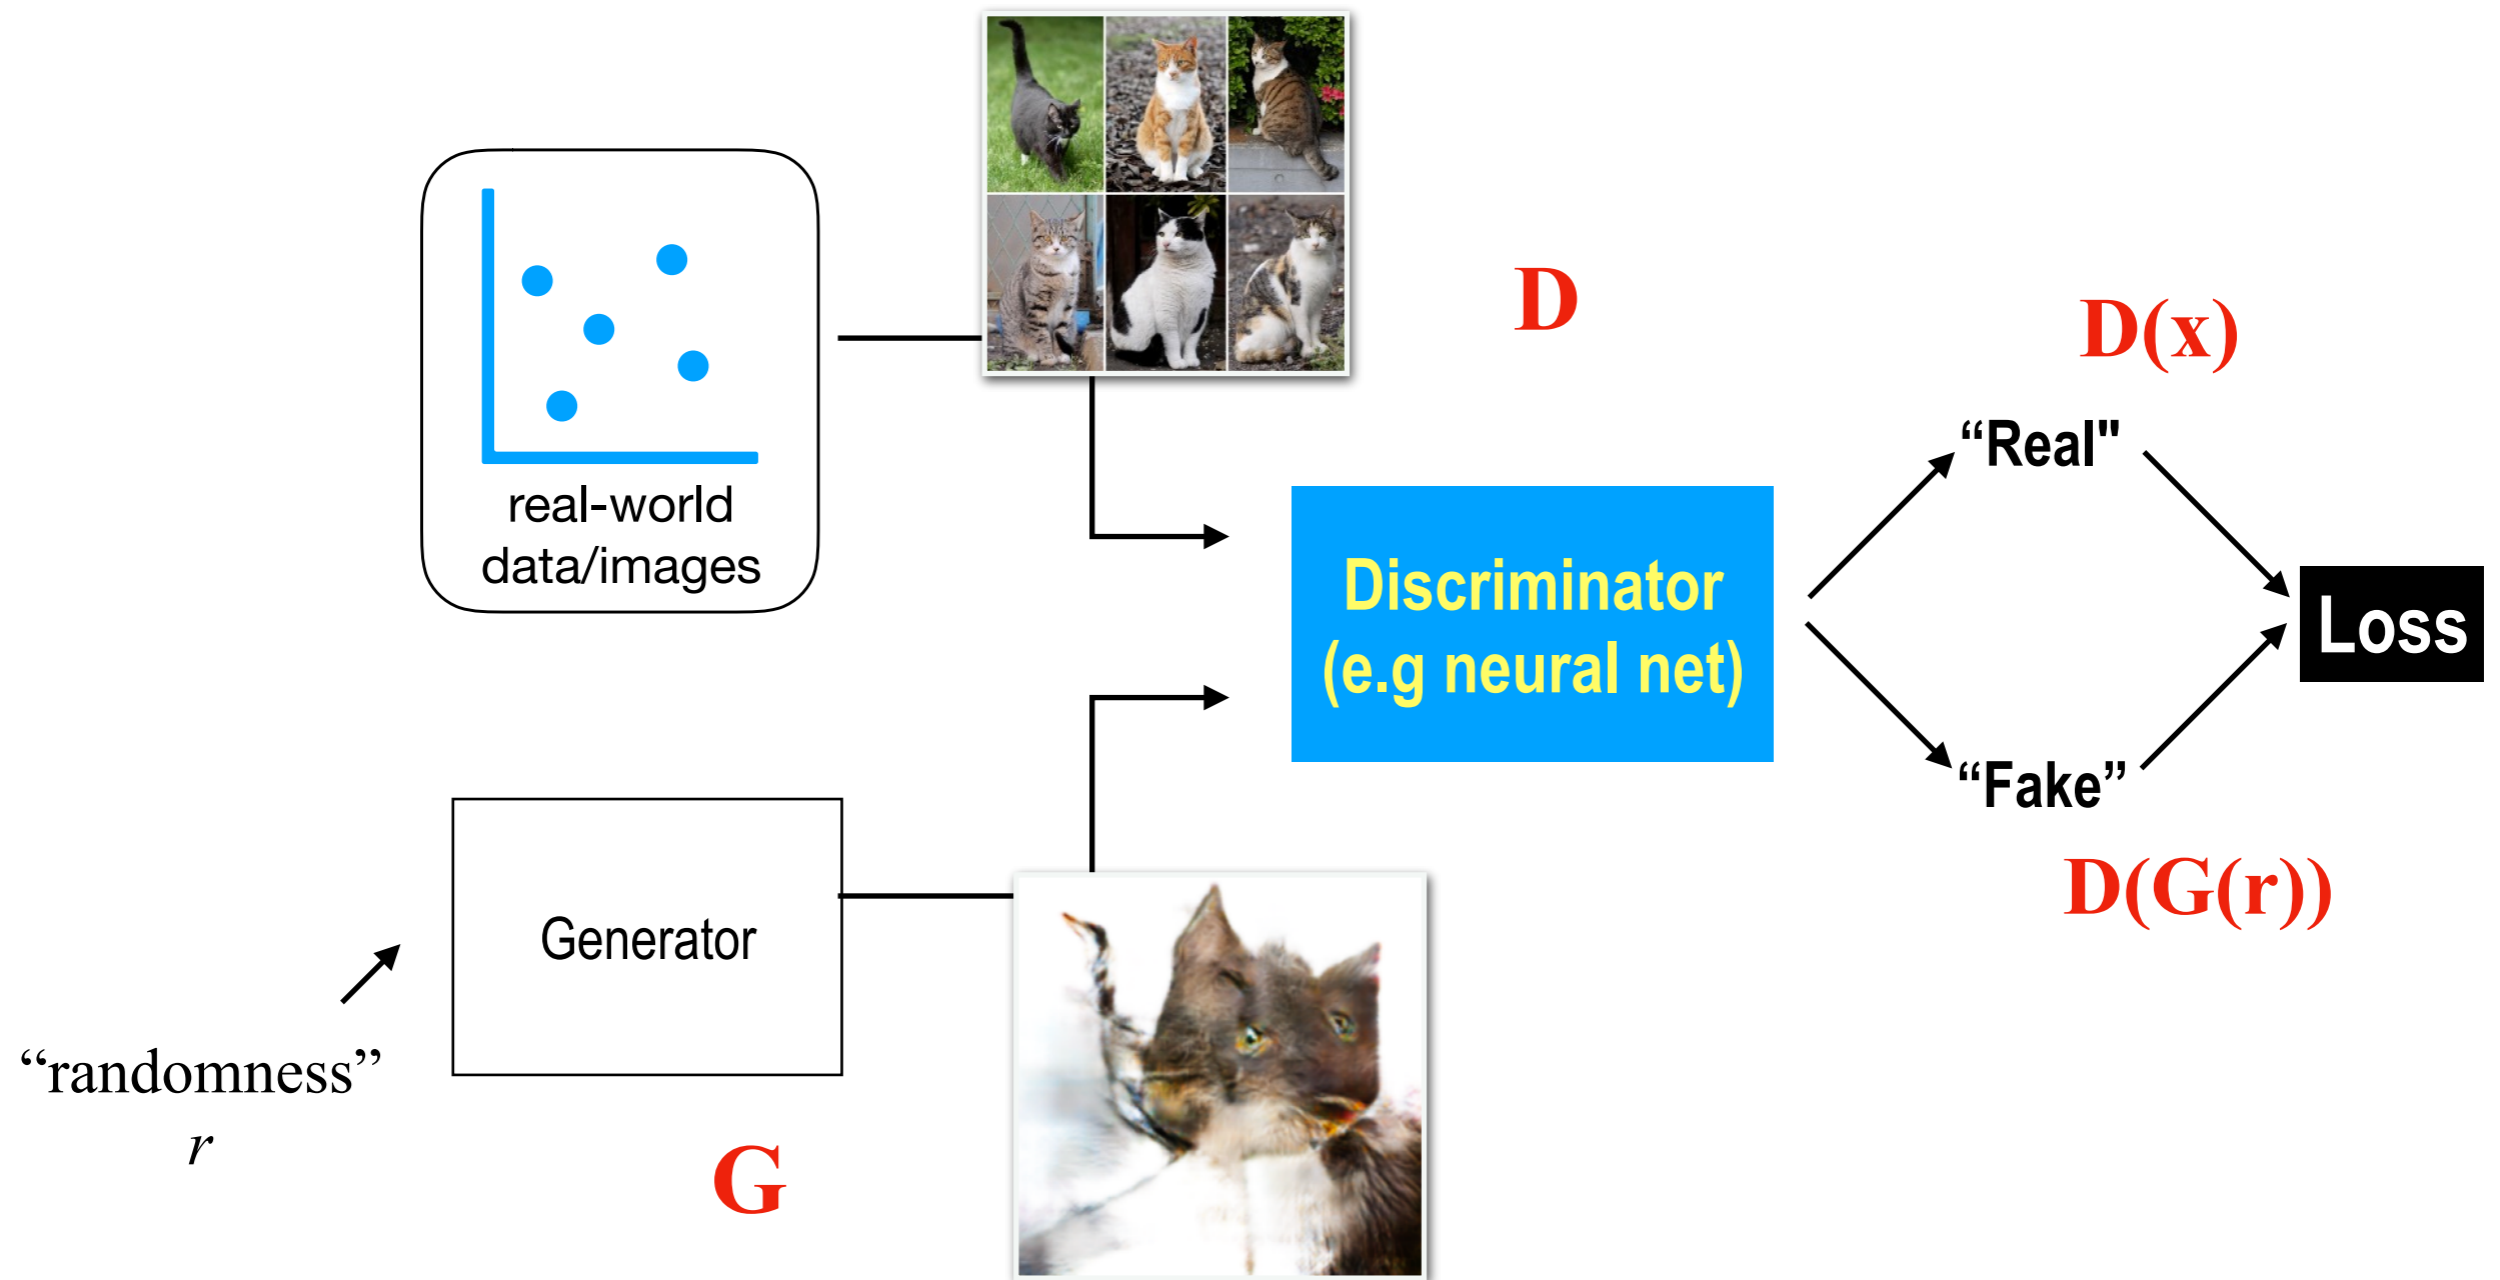 D
D(x)
“Real"
real-world
data/images
Discriminator
(e.g neural net)
Loss
“Fake”
D(G(r))
Generator
“randomness”
r
G